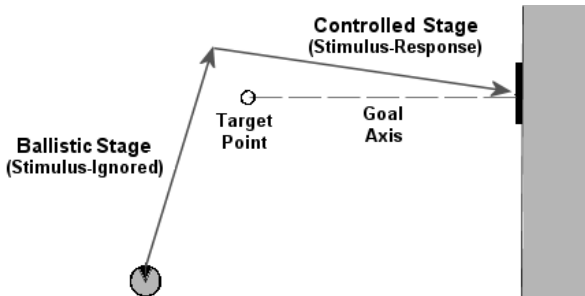 Controlled Stage
(Stimulus-Response)
Target
Point
Goal
Axis
Ballistic Stage
(Stimulus-Ignored)